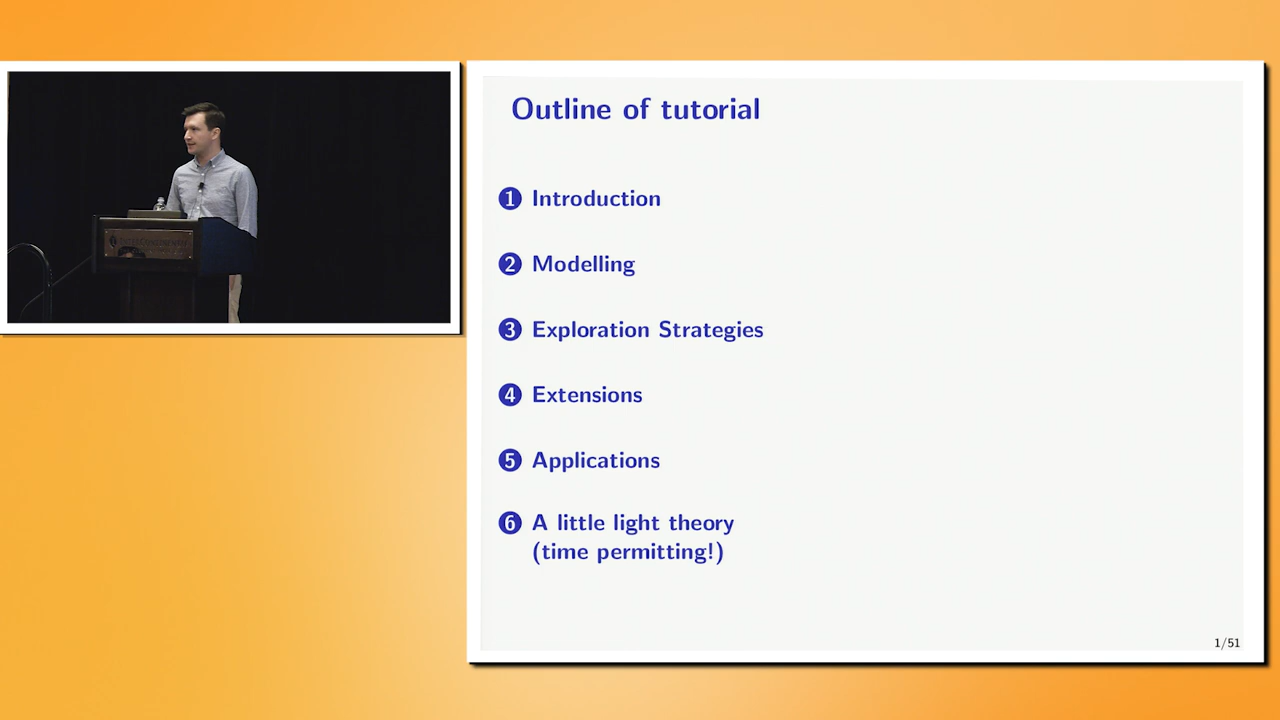 Outline of tutorial
1 Introduction
2 Modelling
3 Exploration Strategies
4 Extensions
5 Applications
6 A little light theory
(time permitting!)
1/51